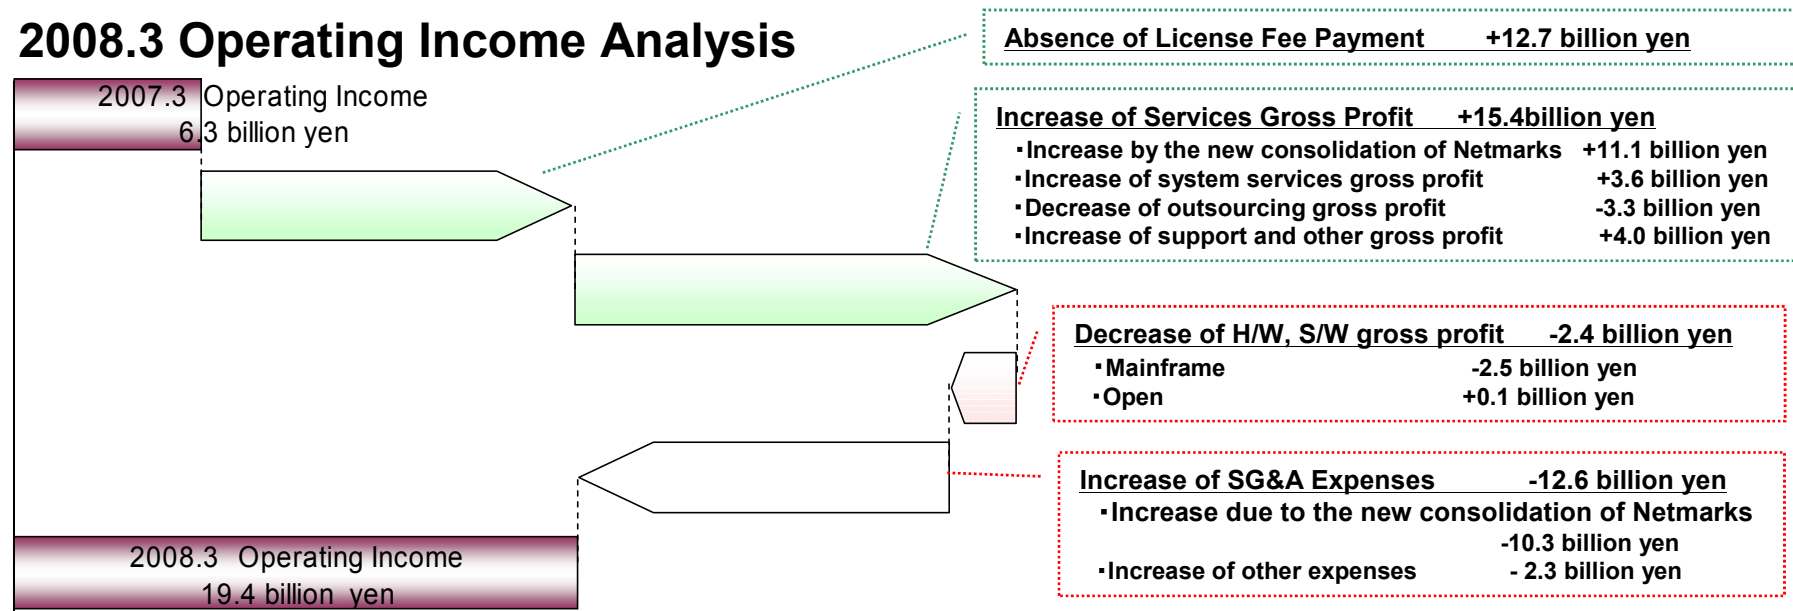 2008.3 Operating Income Analysis
2007.3 Operating Income
6.3 billion yen
Absence of License Fee Payment +12.7 billion yen
Increase of Services Gross Profit +15.4billion yen
・Increase by the new consolidation of Netmarks +11.1 billion yen
・Increase of system services gross profit +3.6 billion yen
・Decrease of outsourcing gross profit -3.3 billion yen
・Increase of support and other gross profit +4.0 billion yen
Decrease of H/W, S/W gross profit -2.4 billion yen
・Mainframe -2.5 billion yen
・Open +0.1 billion yen
Increase of SG&A Expenses -12.6 billion yen
・Increase due to the new consolidation of Netmarks
-10.3 billion yen
・Increase of other expenses - 2.3 billion yen
2008.3 Operating Income
19.4 billion yen